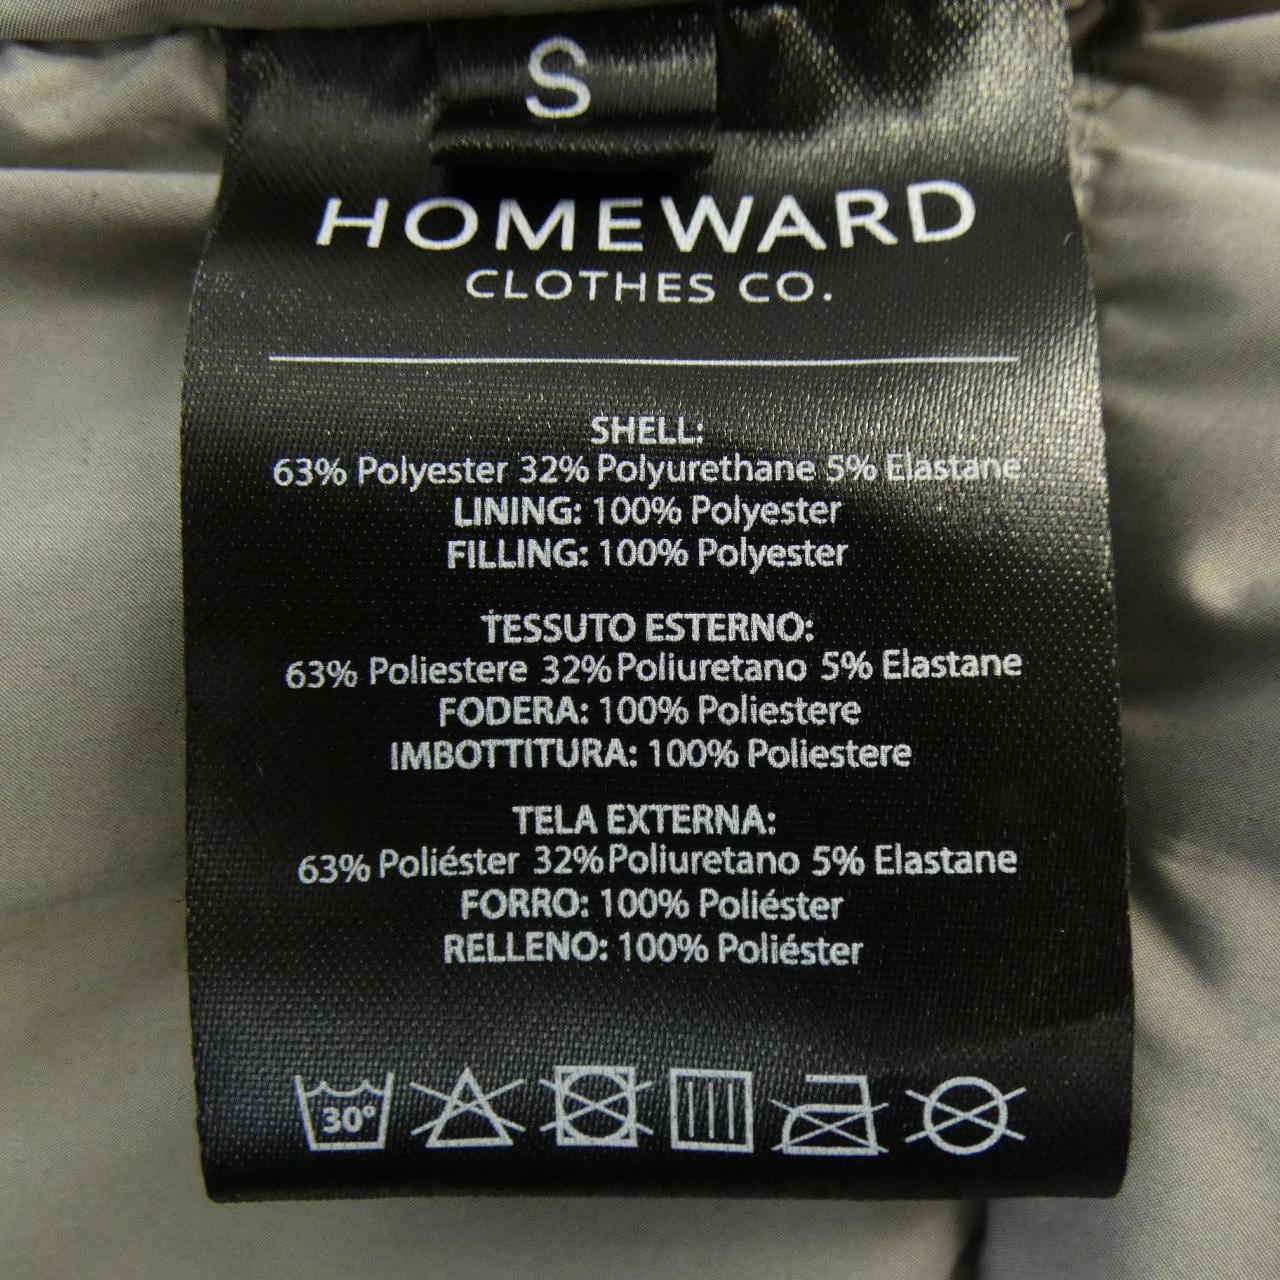 S
HOMEWARD
CLOTHES CO.
SHELL:
63% Polyester 32% Polyurethane 5% Elastane
LINING: 100% Polyester
FILLING: 100% Polyester
TESSUTO ESTERNO:
63% Poliestere 32% Poliuretano 5% Elastane
FODERA: 100% Poliestere
IMBOTTITURA: 100% Poliestere
TELA EXTERNA:
63% Poliéster 32% Poliuretano 5% Elastane
FORRO: 100% Poliéster
RELLENO: 100% Poliéster
30°